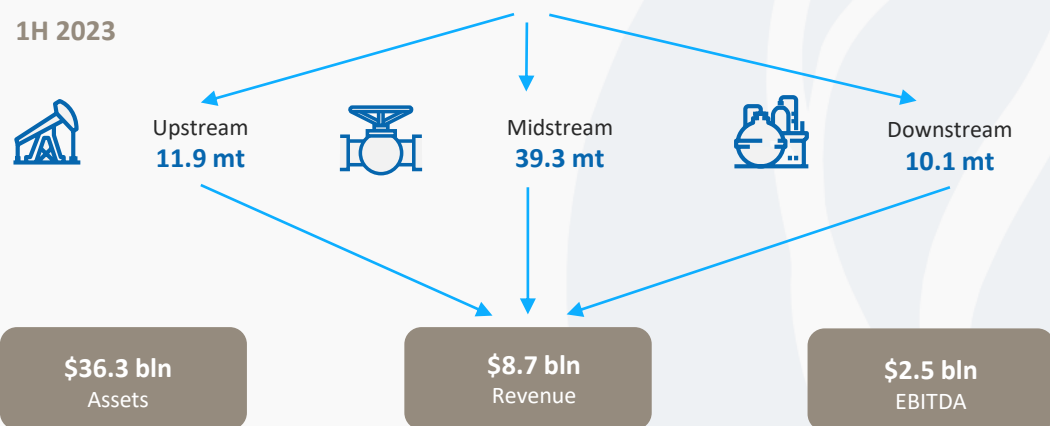 1H 2023
Upstream
11.9 mt
Midstream
39.3 mt
Downstream
10.1 mt
$36.3 bln
Assets
$8.7 bln
Revenue
$2.5 bln
EBITDA